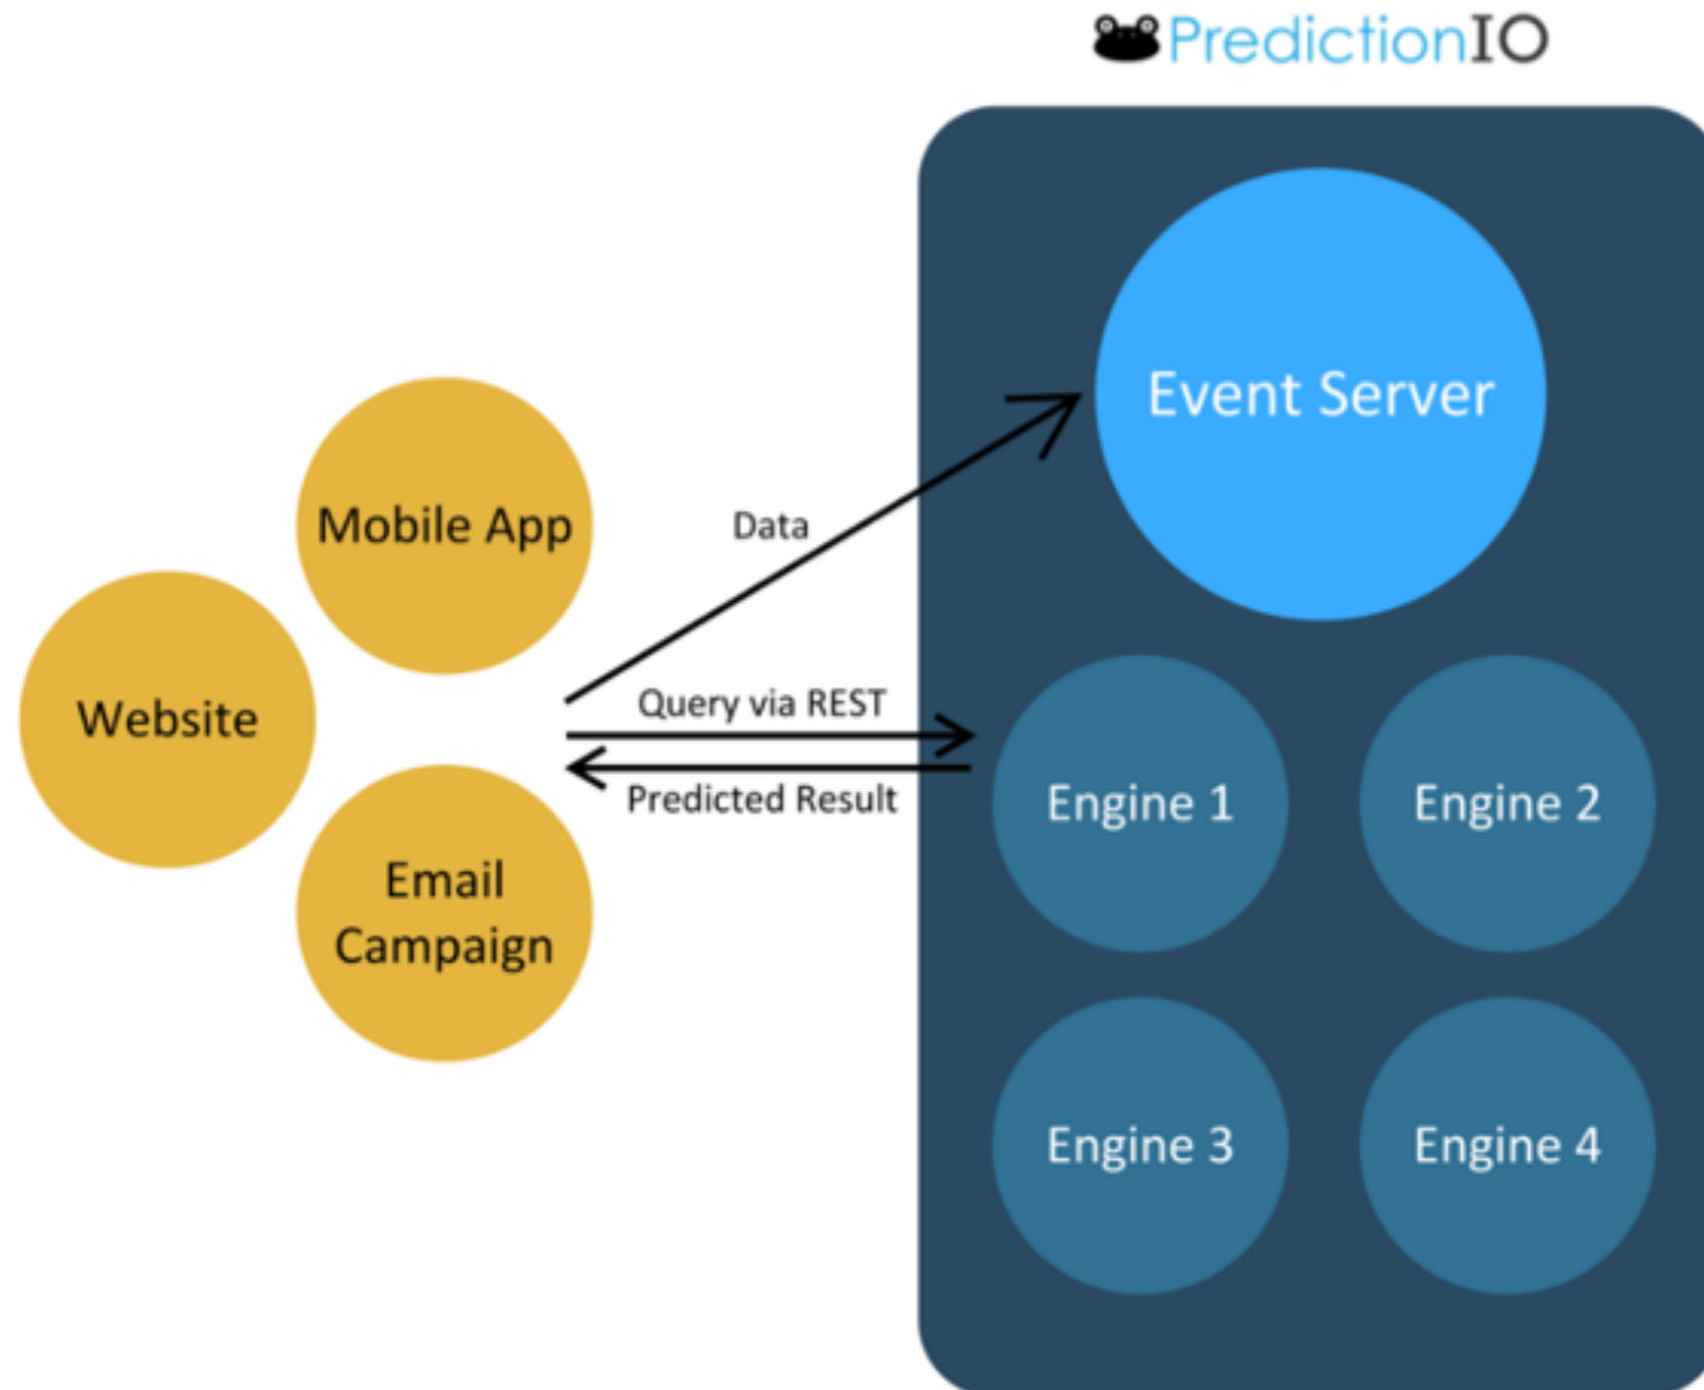 PredictionIO
Event Server
Mobile App
Data
Website
Query via REST
Predicted Result
Engine 1
Engine 2
Email
Campaign
Engine 3
Engine 4